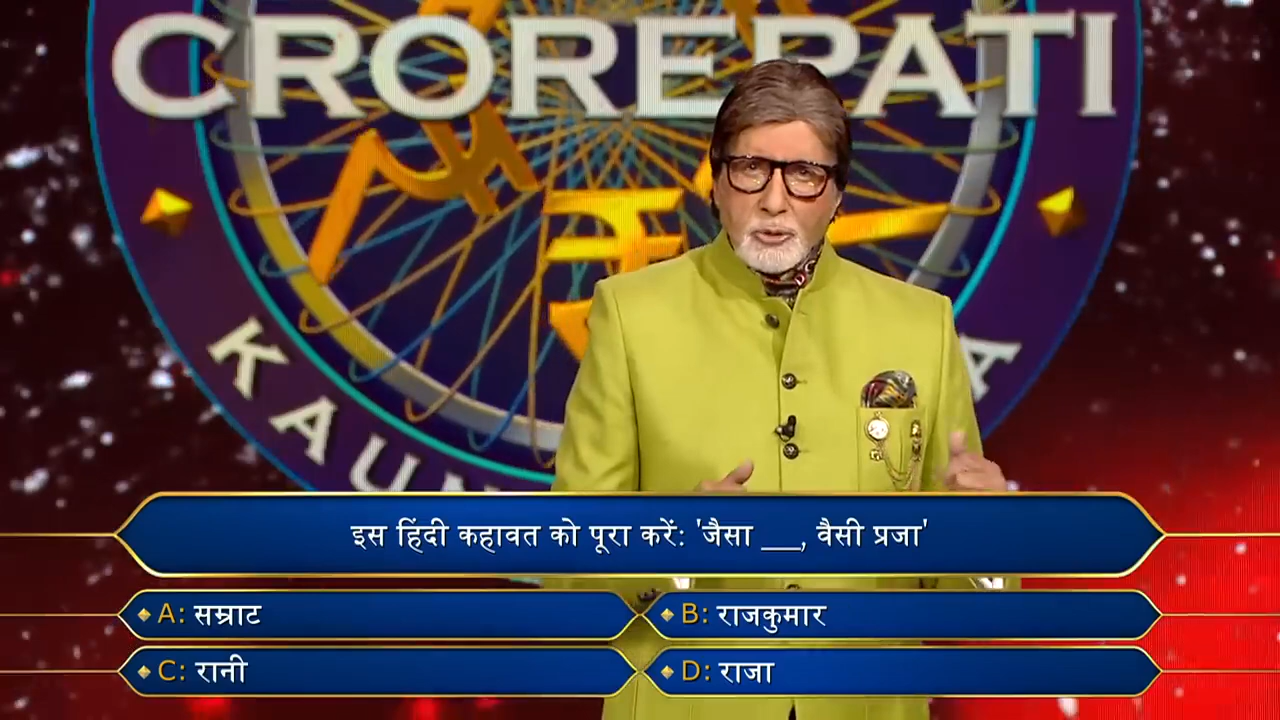 CROREPATI
KAUN
A
इस हिंदी कहावत को पूरा करें: 'जैसा ___, वैसी प्रजा'
A: सम्राट
B: राजकुमार
C: रानी
D: राजा